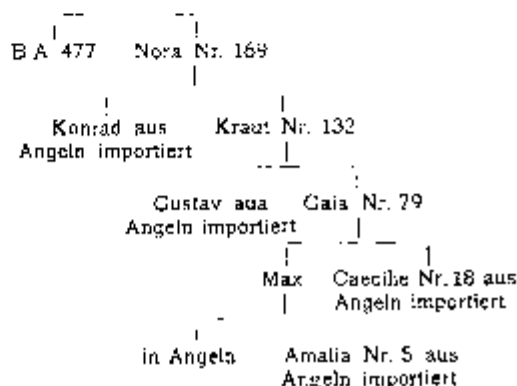 B A 477 Nora Nr. 169
Konrad aus Kraut Nr. 132
Angeln importiert
Gustav aua Gaia Nr. 79
Angeln importiert
Max Caecilie Nr. 18 aus
Angeln importiert
in Angeln Amalia Nr. 5 aus
Angeln importiert